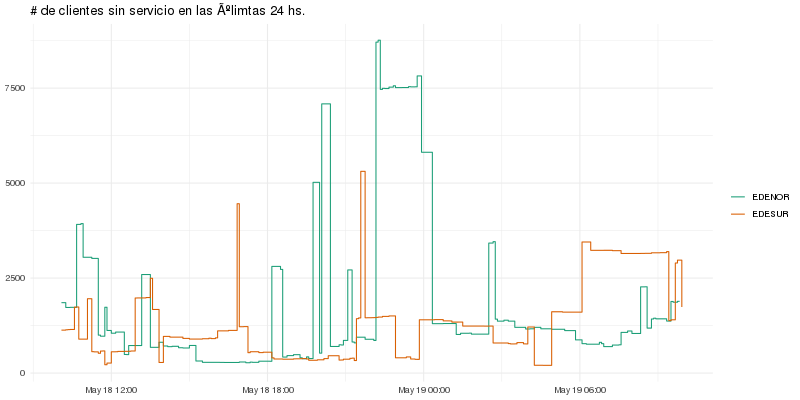 # de clientes sin servicio en las Ãºlimtas 24 hs.
7500
5000
2500
0
May 18 12:00
May 18 18:00
May 19 00:00
May 19 06:00
EDENOR
EDESUR